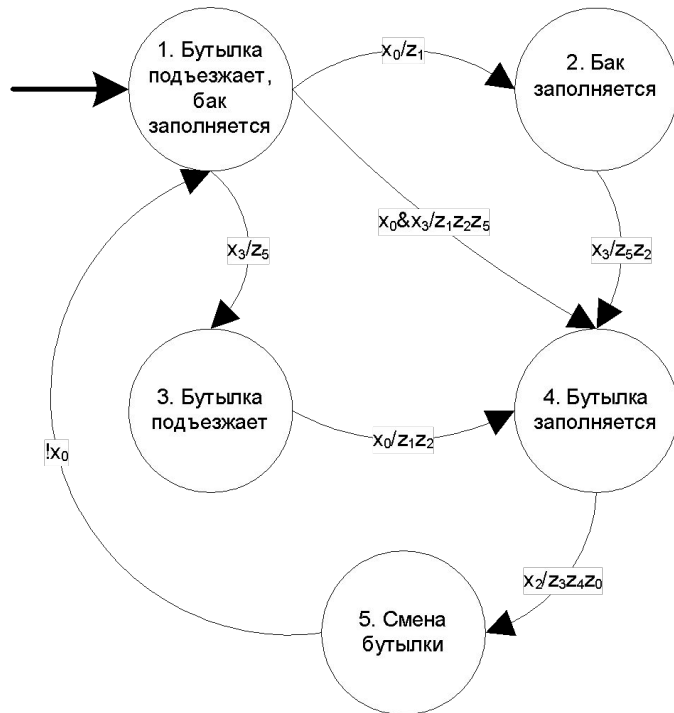 1. Бутылка
подъезжает,
бак
заполняется
x₀/z₁
2. Бак
заполняется
x₀&x₃/z₁z₂z₅
x₃/z₅
x₃/z₅z₂
3. Бутылка
подъезжает
4. Бутылка
заполняется
x₀/z₁z₂
!x₀
x₂/z₃z₄z₀
5. Смена
бутылки